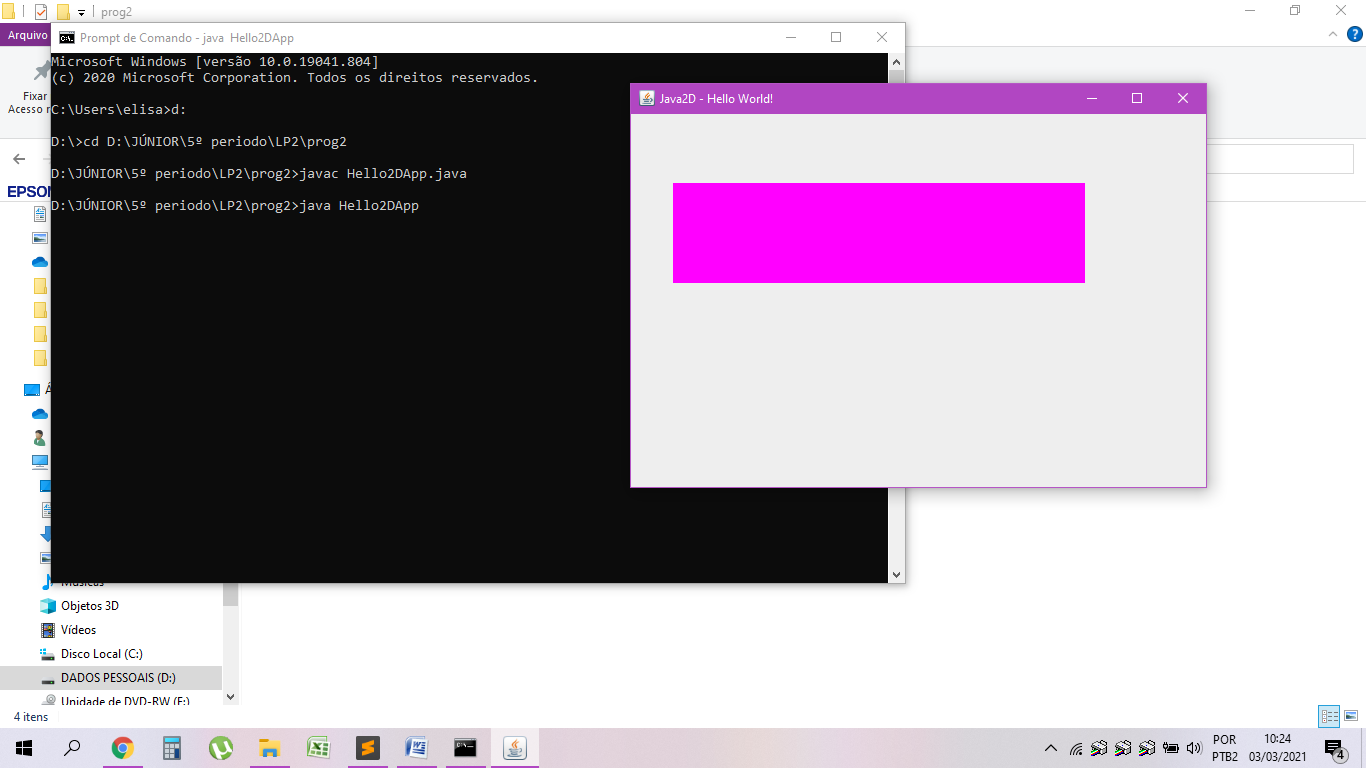 prog2
Arquivo
Prompt de Comando - java  Hello2DApp
Microsoft Windows [versão 10.0.19041.804]
(c) 2020 Microsoft Corporation. Todos os direitos reservados.
C:\Users\elisa>d:
D:\>cd D:\JÚNIOR\5º periodo\LP2\prog2
D:\JÚNIOR\5º periodo\LP2\prog2>javac Hello2DApp.java
D:\JÚNIOR\5º periodo\LP2\prog2>java Hello2DApp
Java2D - Hello World!
Fixar
Acesso
EPSON
Músicas
Objetos 3D
Vídeos
Disco Local (C:)
DADOS PESSOAIS (D:)
Unidade de DVD-RW (F:)
4 itens
POR
PTB2
10:24
03/03/2021
4